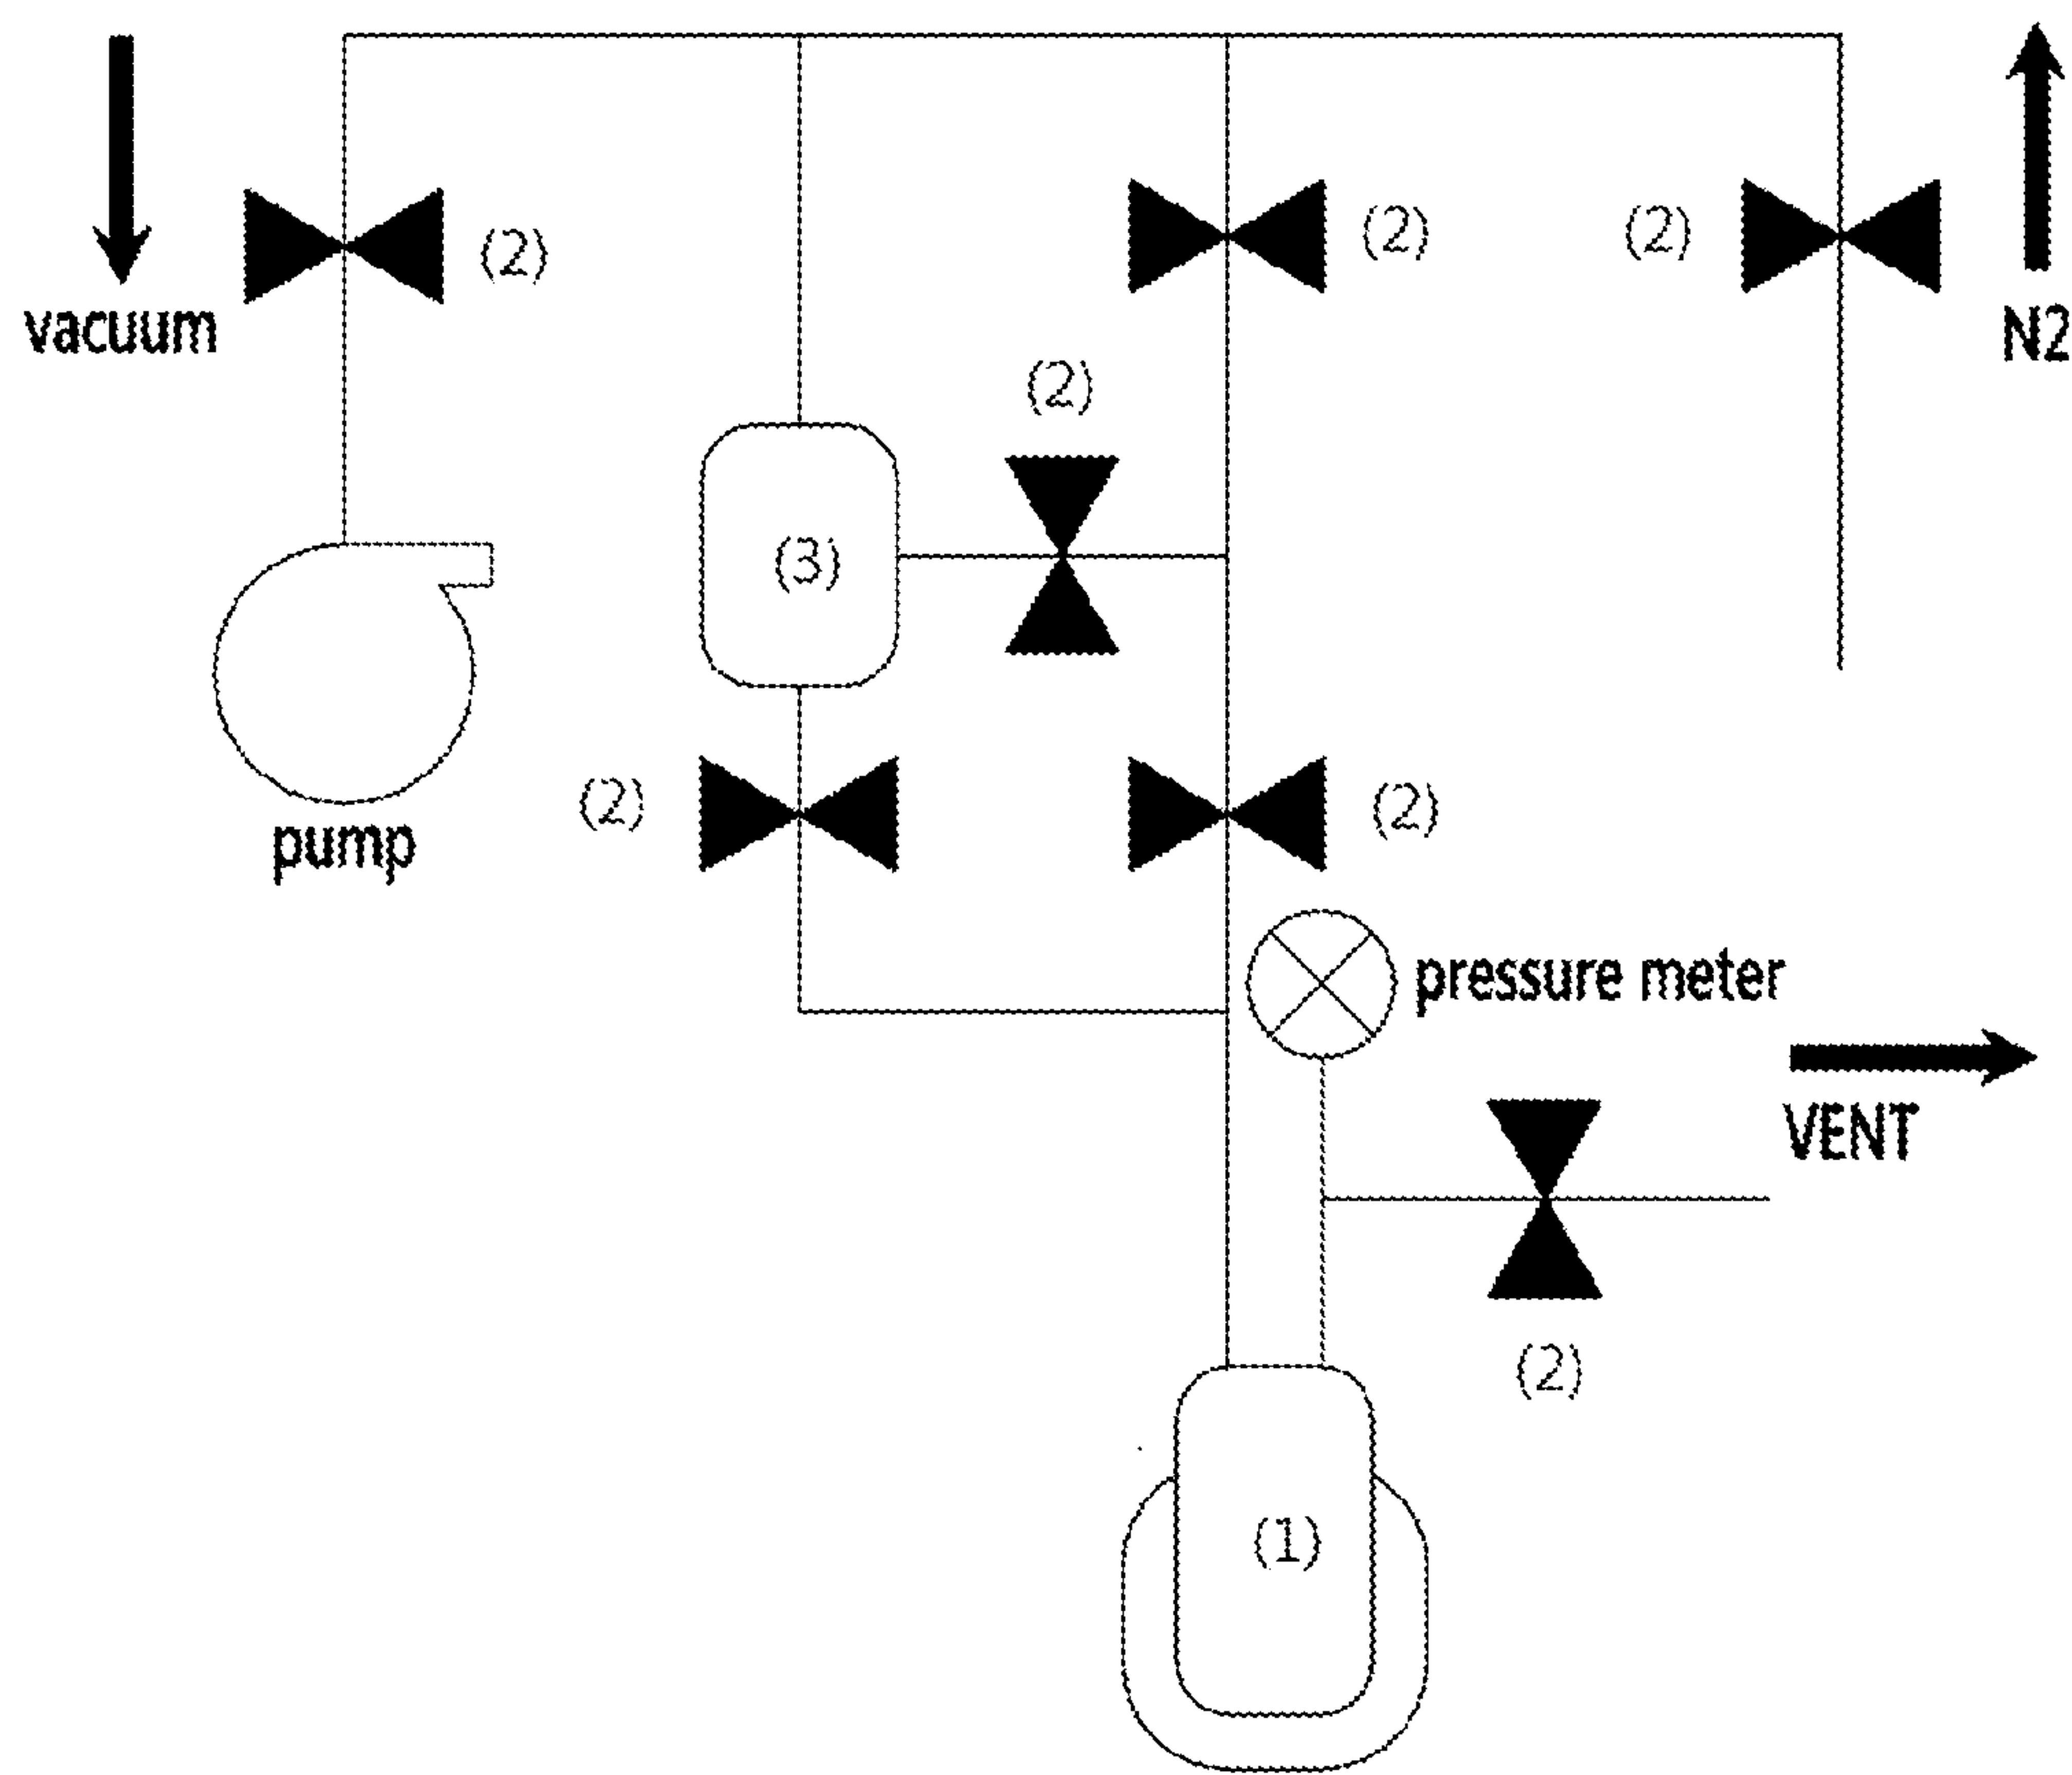 (2)
(2)
(2)
vacuum
N2
(2)
(3)
(2)
(2)
pump
pressure meter
VENT
(2)
(1)